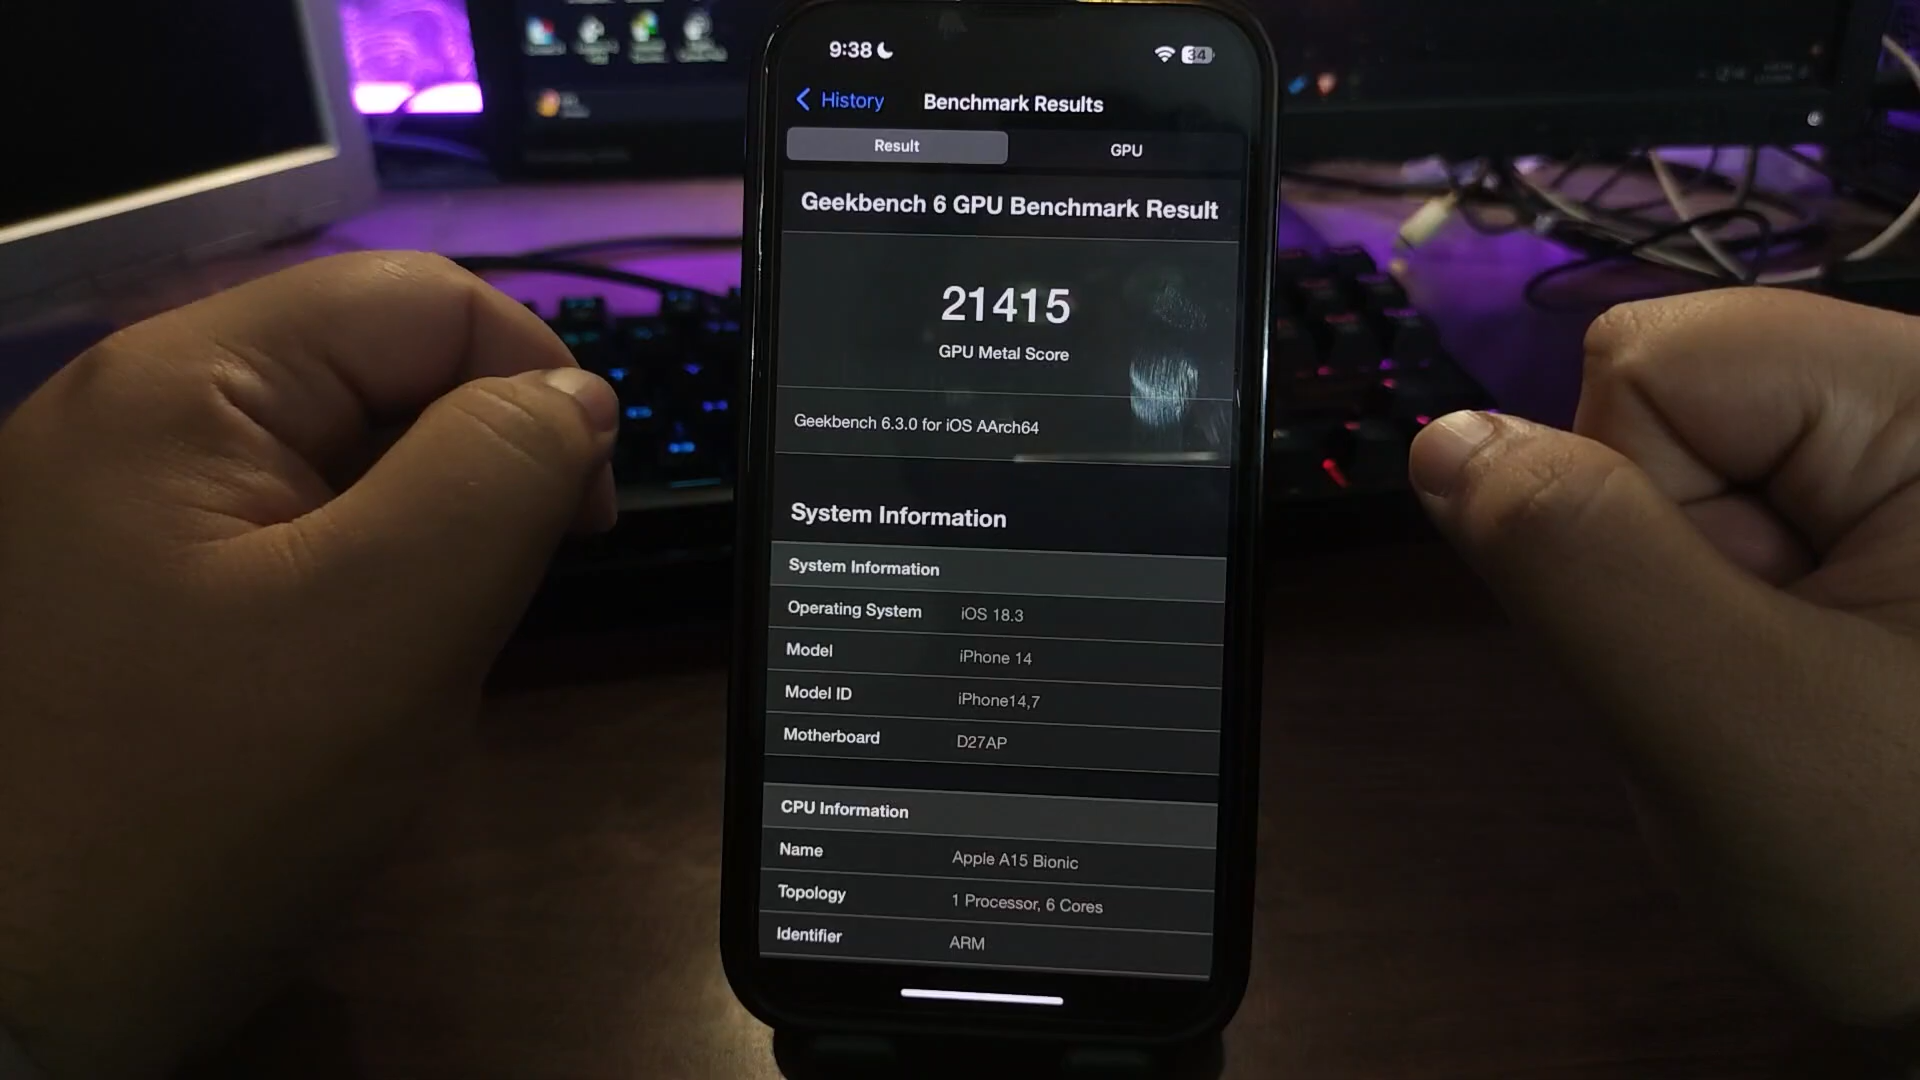 9:38
34
History
Benchmark Results
Result
GPU
Geekbench 6 GPU Benchmark Result
21415
GPU Metal Score
Geekbench 6.3.0 for iOS AArch64
System Information
System Information
Operating System iOS 18.3
Model iPhone 14
Model ID iPhone14,7
Motherboard D27AP
CPU Information
Name Apple A15 Bionic
Topology 1 Processor, 6 Cores
Identifier ARM